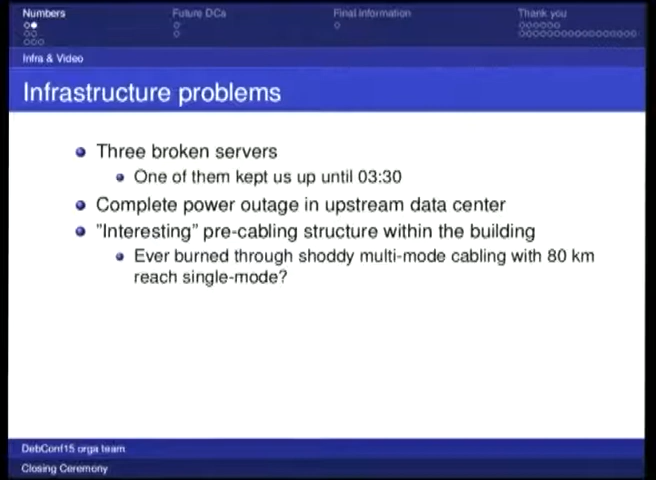 Numbers
Future DCs
Final information
Thank you
Infra & Video
Infrastructure problems
Three broken servers
One of them kept us up until 03:30
Complete power outage in upstream data center
"Interesting" pre-cabling structure within the building
Ever burned through shoddy multi-mode cabling with 80 km
reach single-mode?
DebConf15 orga team
Closing Ceremony